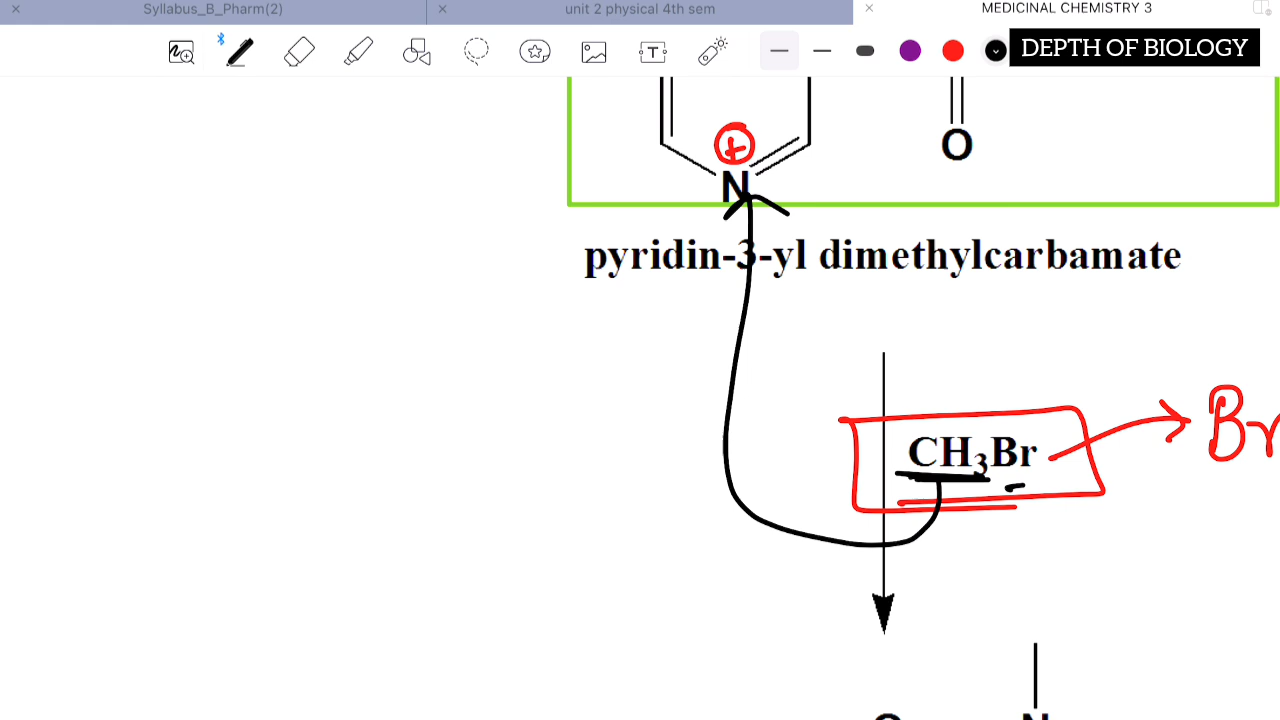 Syllabus_B_Pharm(2)
unit 2 physical 4th sem
MEDICINAL CHEMISTRY 3
DEPTH OF BIOLOGY
T
+
O
N
pyridin-3-yl dimethylcarbamate
CH₃Br
Br
N